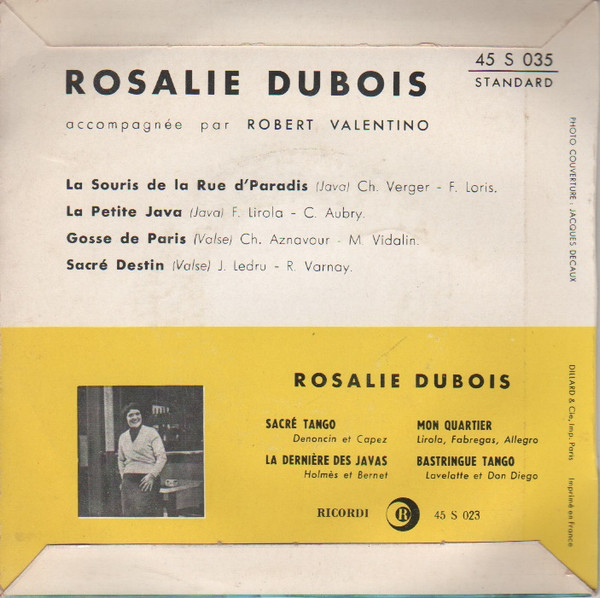 45 S 035
STANDARD
ROSALIE DUBOIS
accompagnée par ROBERT VALENTINO
La Souris de la Rue d'Paradis (Java) Ch. Verger - F. Loris.
La Petite Java (Java) F. Lirola - C. Aubry.
Gosse de Paris (Valse) Ch. Aznavour - M. Vidalin.
Sacré Destin (Valse) J. Ledru - R. Varnay.
PHOTO COUVERTURE : JACQUES DECAUX
ROSALIE DUBOIS
SACRÉ TANGO
Denoncin et Capez
LA DERNIÈRE DES JAVAS
Holmès et Bernet
MON QUARTIER
Lirola, Fabregas, Allegro
BASTRINGUE TANGO
Lavelotte et Don Diego
RICORDI R 45 S 023
DILLARD & Cie, Imp. Paris Imprimé en France